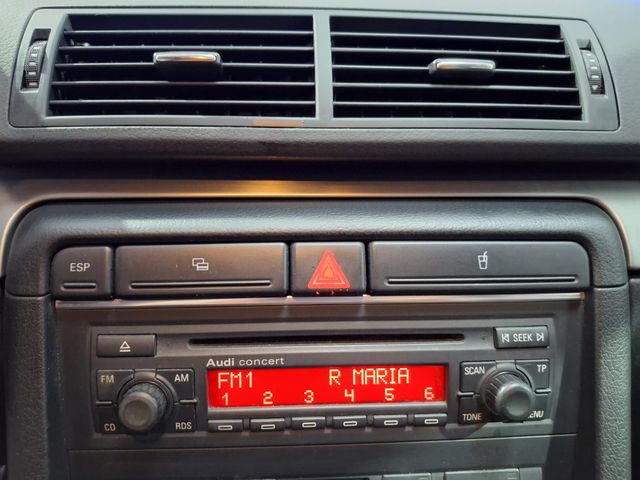 ESP
SEEK
Audi concert
SCAN TP
FM AM
FM1 R MARIA
1 2 3 4 5 6
CD RDS
TONE MENU